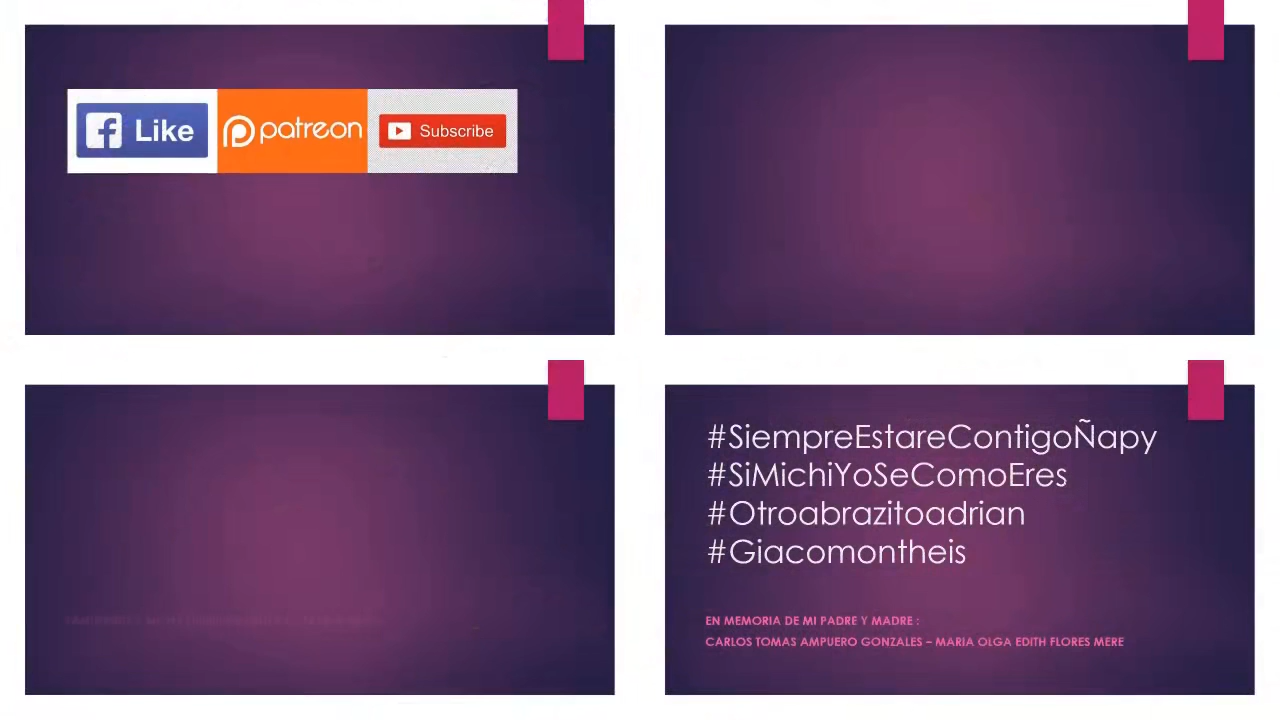 Like
patreon
Subscribe
#SiempreEstareContigoÑapy
#SiMichiYoSeComoEres
#Otroabrazitoadrian
#Giacomontheis
EN MEMORIA DE MI PADRE Y MADRE :
CARLOS TOMAS AMPUERO GONZALES – MARIA OLGA EDITH FLORES MERE